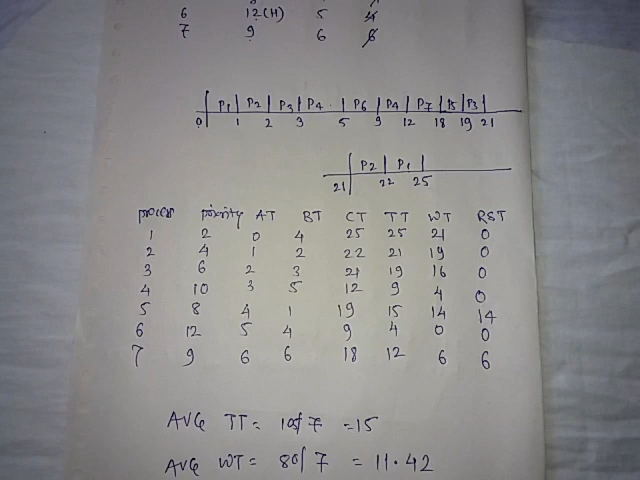 6 12(H) 5
7 9 6
P1 P2 P3 P4 P6 P4 P7 P5 P3
0 1 2 3 5 9 12 18 19 21
P2 P1
21 22 25
process priority AT BT CT TT WT RST
1 2 0 4 25 25 21 0
2 4 1 2 22 21 19 0
3 6 2 3 21 19 16 0
4 10 3 5 12 9 4 0
5 8 4 1 19 15 14 14
6 12 5 4 9 4 0 0
7 9 6 6 18 12 6 6
AVG TT = 105/7 = 15
AVG WT = 80/7 = 11.42